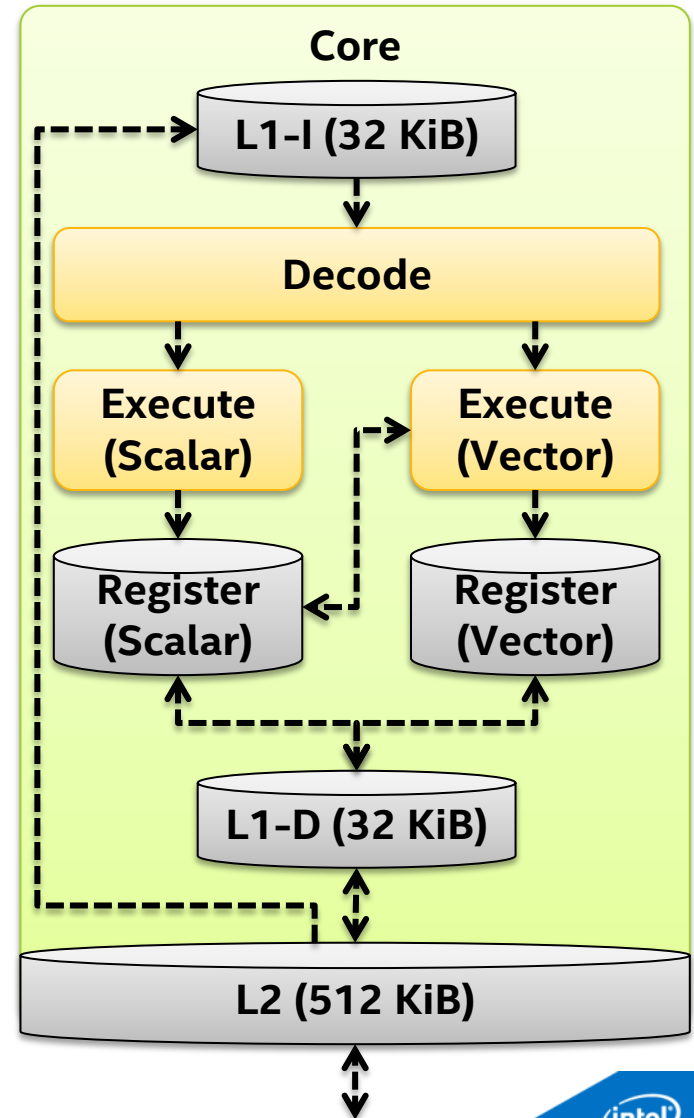 Core
L1-I (32 KiB)
Decode
Execute
(Scalar)
Execute
(Vector)
Register
(Scalar)
Register
(Vector)
L1-D (32 KiB)
L2 (512 KiB)
(intel)